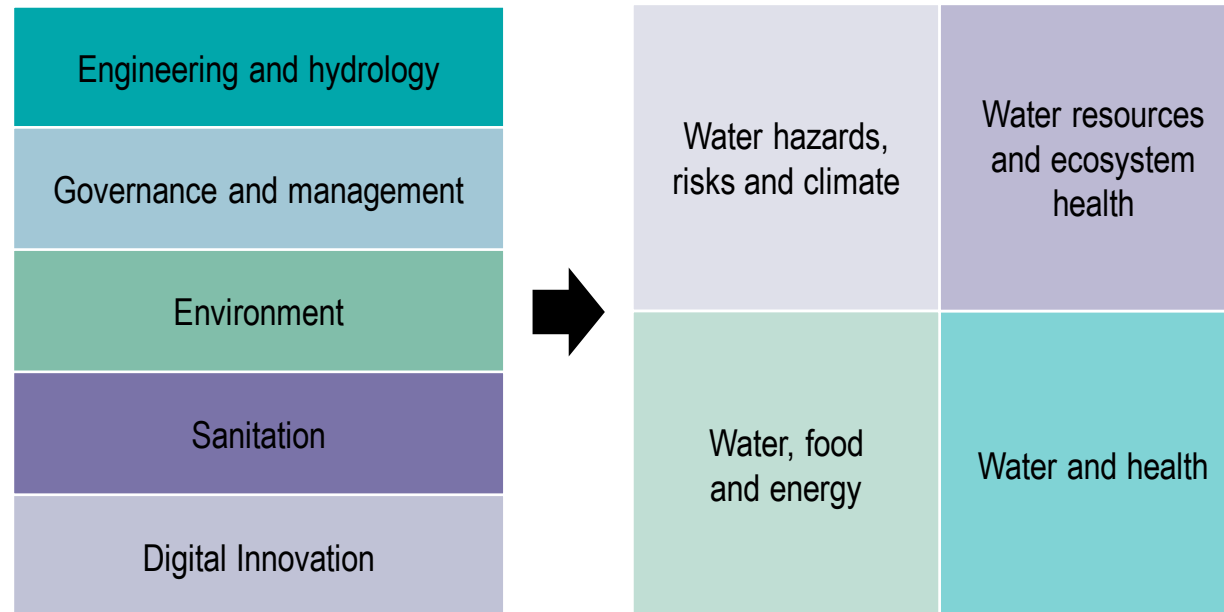 Engineering and hydrology
Governance and management
Environment
Sanitation
Digital Innovation
Water hazards,
risks and climate
Water resources
and ecosystem
health
Water, food
and energy
Water and health